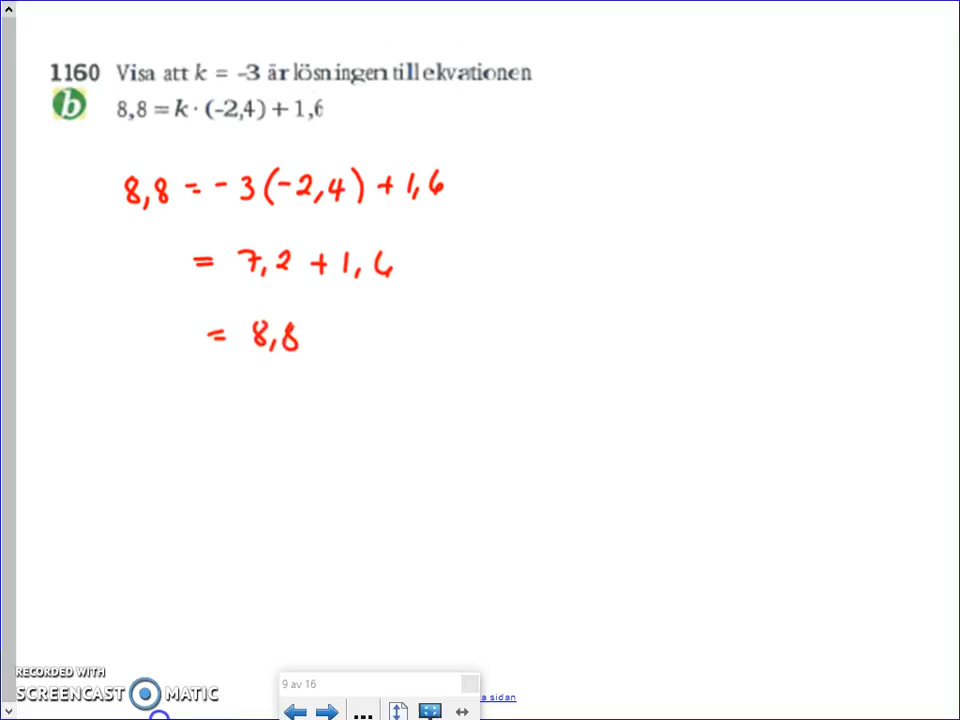 1160 Visa att k = -3 är lösningen till ekvationen
b 8,8 = k · (-2,4) + 1,6
8,8 = -3(-2,4) + 1,6
= 7,2 + 1,6
= 8,8
RECORDED WITH
SCREENCAST MATIC
9 av 16
a sidan